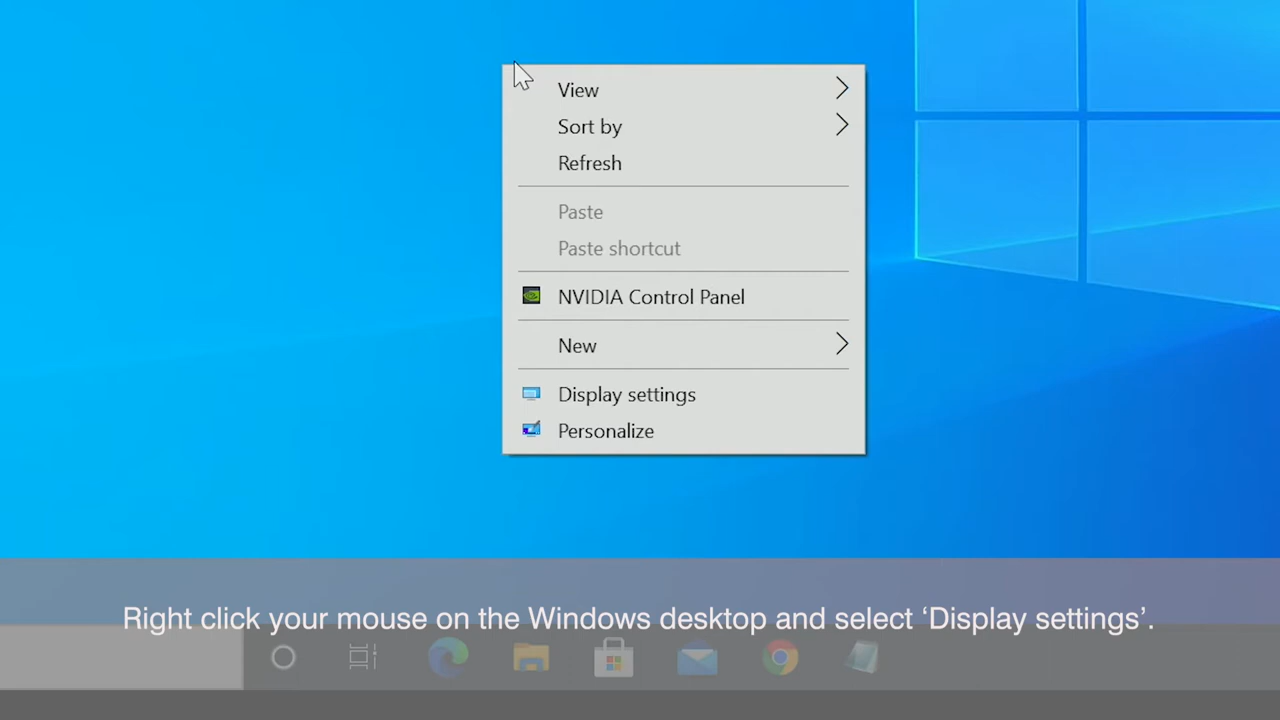 View
Sort by
Refresh
Paste
Paste shortcut
NVIDIA Control Panel
New
Display settings
Personalize
Right click your mouse on the Windows desktop and select ‘Display settings’.